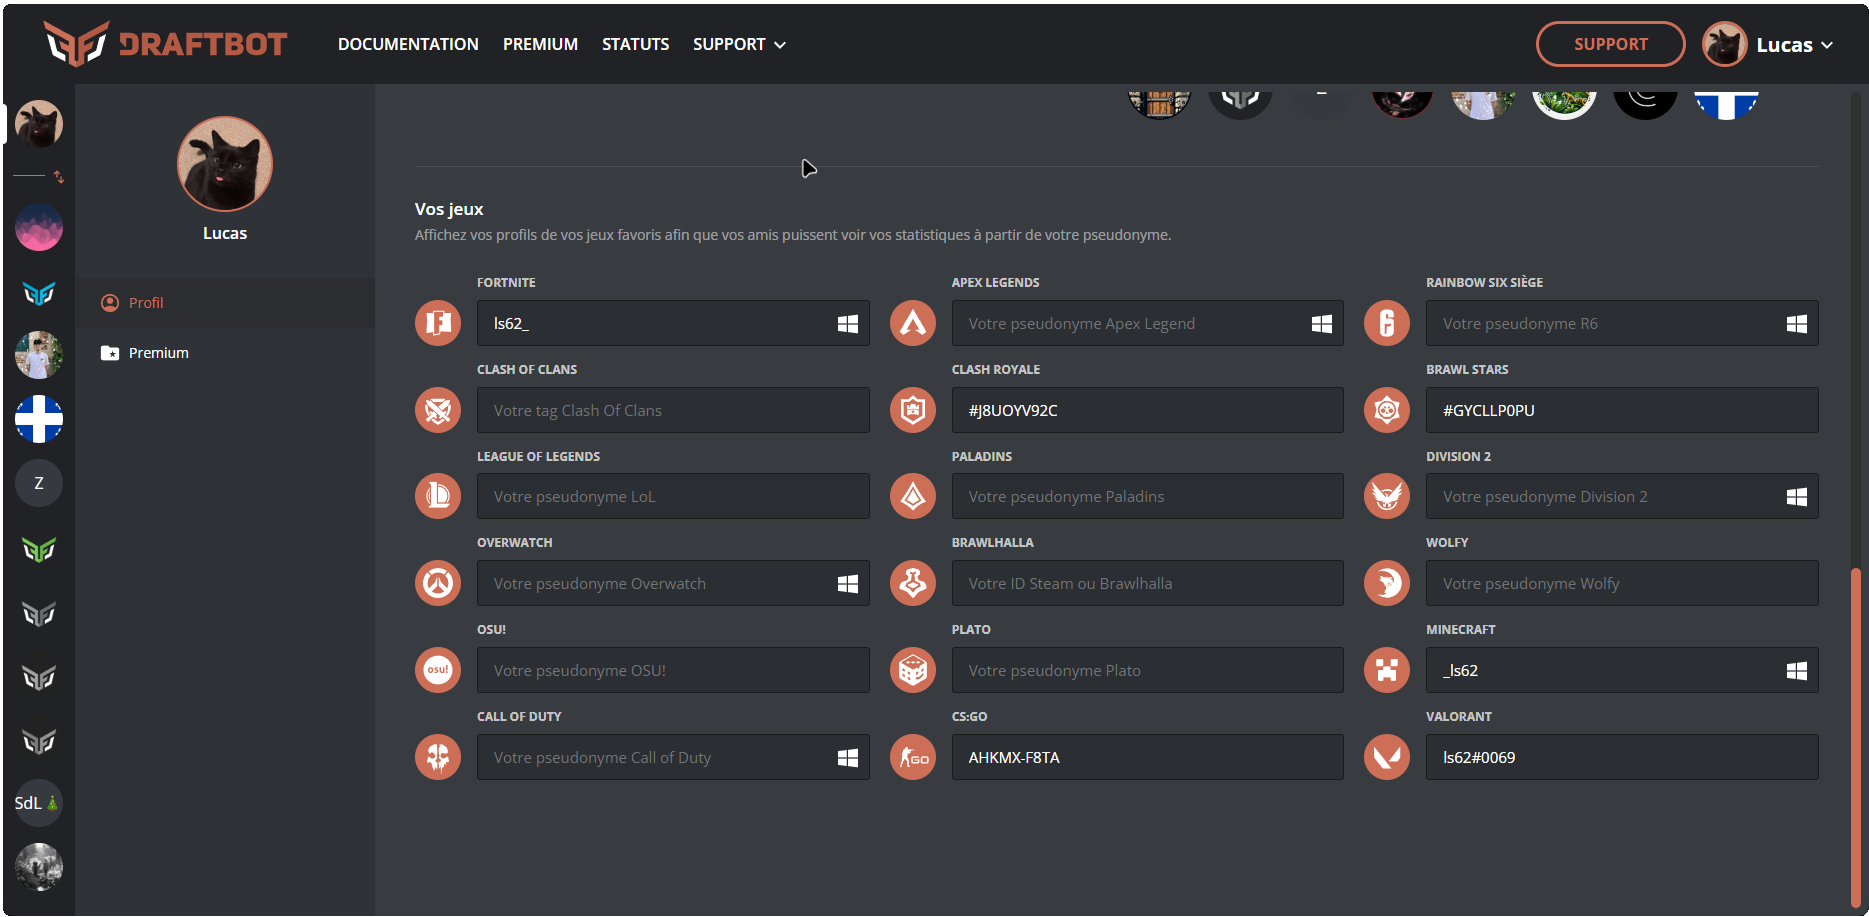 DRAFTBOT
DOCUMENTATION PREMIUM STATUTS SUPPORT
SUPPORT
Lucas
Lucas
Profil
Premium
Z
SdL
Vos jeux
Affichez vos profils de vos jeux favoris afin que vos amis puissent voir vos statistiques à partir de votre pseudonyme.
FORTNITE
ls62_
APEX LEGENDS
Votre pseudonyme Apex Legend
RAINBOW SIX SIÈGE
Votre pseudonyme R6
CLASH OF CLANS
Votre tag Clash Of Clans
CLASH ROYALE
#J8UOYV92C
BRAWL STARS
#GYCLLP0PU
LEAGUE OF LEGENDS
Votre pseudonyme LoL
PALADINS
Votre pseudonyme Paladins
DIVISION 2
Votre pseudonyme Division 2
OVERWATCH
Votre pseudonyme Overwatch
BRAWLHALLA
Votre ID Steam ou Brawlhalla
WOLFY
Votre pseudonyme Wolfy
OSU!
osu!
Votre pseudonyme OSU!
PLATO
Votre pseudonyme Plato
MINECRAFT
_ls62
CALL OF DUTY
Votre pseudonyme Call of Duty
CS:GO
GO
AHKMX-F8TA
VALORANT
ls62#0069